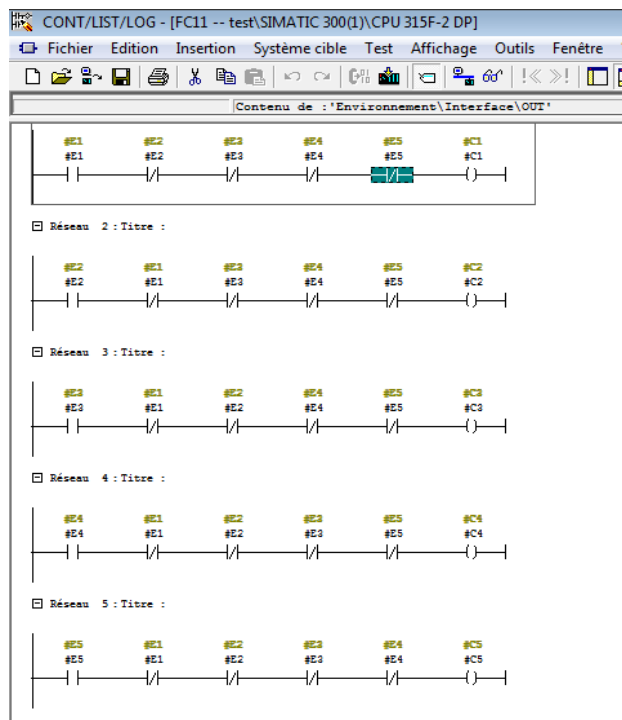 CONT/LIST/LOG - [FC11 -- test\SIMATIC 300(1)\CPU 315F-2 DP]
Fichier Edition Insertion Système cible Test Affichage Outils Fenêtre
Contenu de :'Environnement\Interface\OUT'
#E1 #E2 #E3 #E4 #E5 #C1
#E1 #E2 #E3 #E4 #E5 #C1
Réseau 2 : Titre :
#E2 #E1 #E3 #E4 #E5 #C2
#E2 #E1 #E3 #E4 #E5 #C2
Réseau 3 : Titre :
#E3 #E1 #E2 #E4 #E5 #C3
#E3 #E1 #E2 #E4 #E5 #C3
Réseau 4 : Titre :
#E4 #E1 #E2 #E3 #E5 #C4
#E4 #E1 #E2 #E3 #E5 #C4
Réseau 5 : Titre :
#E5 #E1 #E2 #E3 #E4 #C5
#E5 #E1 #E2 #E3 #E4 #C5